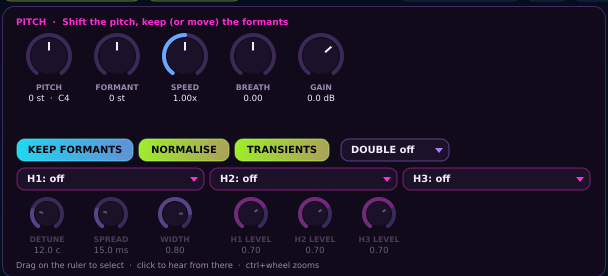 PITCH · Shift the pitch, keep (or move) the formants
PITCH FORMANT SPEED BREATH GAIN
0 st · C4 0 st 1.00x 0.00 0.0 dB
KEEP FORMANTS NORMALISE TRANSIENTS DOUBLE off
H1: off H2: off H3: off
DETUNE SPREAD WIDTH H1 LEVEL H2 LEVEL H3 LEVEL
12.0 c 15.0 ms 0.80 0.70 0.70 0.70
Drag on the ruler to select · click to hear from there · ctrl+wheel zooms